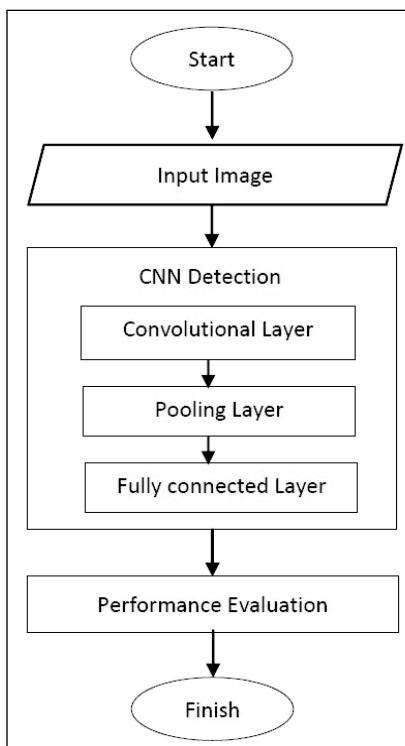 Start
Input Image
CNN Detection
Convolutional Layer
Pooling Layer
Fully connected Layer
Performance Evaluation
Finish